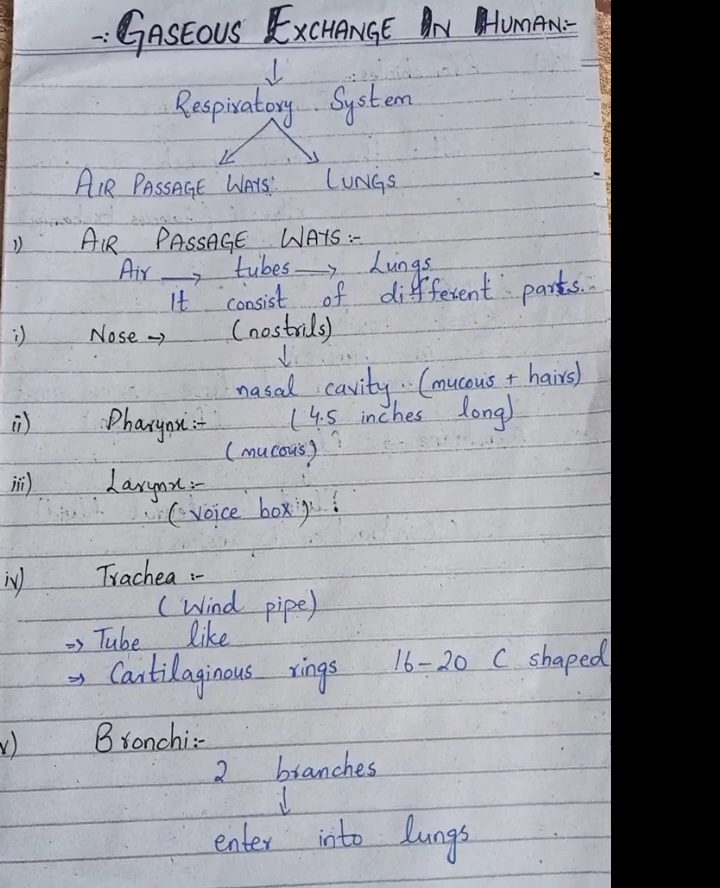 -: GASEOUS EXCHANGE IN HUMAN:-
↓
Respiratory System
AIR PASSAGE WAYS: LUNGS
1) AIR PASSAGE WAYS:-
Air → tubes → Lungs
It consist of different parts.
i) Nose → (nostrils)
↓
nasal cavity. (mucous + hairs)
ii) Pharynx:- (4.5 inches long)
(mucous)
iii) Larynx:-
(voice box)
iv) Trachea :-
(Wind pipe)
⇒ Tube like
⇒ Cartilaginous rings 16-20 C shaped
v) Bronchi:-
2 branches
↓
enter into lungs